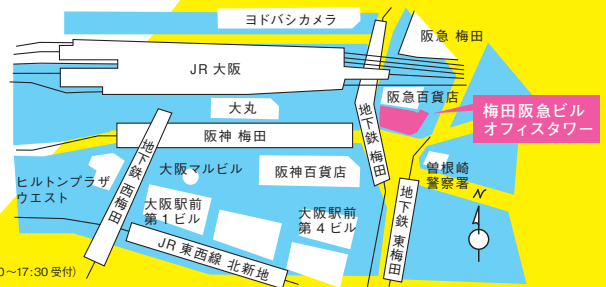 ヨドバシカメラ
阪急 梅田
JR 大阪
阪急百貨店
大丸
梅田阪急ビル
オフィスタワー
地下鉄 梅田
阪神 梅田
地下鉄 西梅田
大阪マルビル
阪神百貨店
曽根崎
警察署
ヒルトンプラザ
ウエスト
N
地下鉄 東梅田
大阪駅前
第1ビル
大阪駅前
第4ビル
JR 東西線 北新地
0〜17:30 受付)